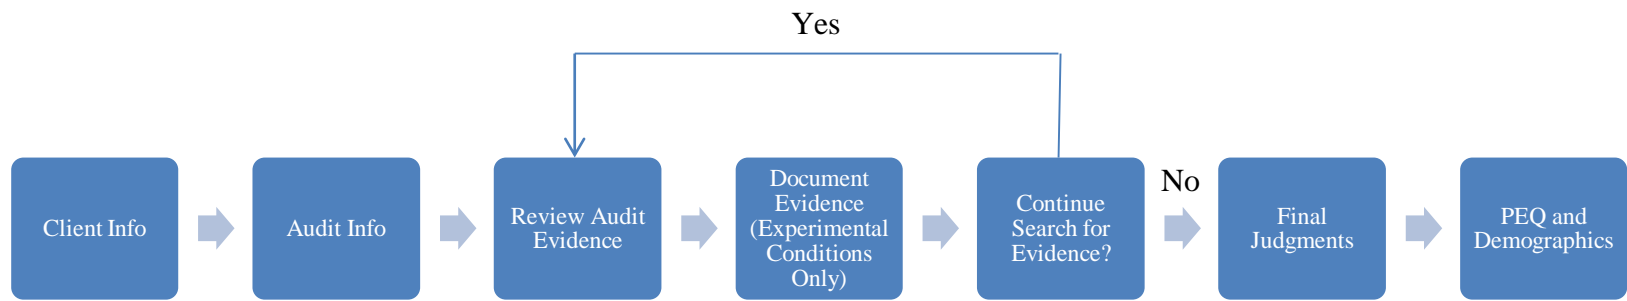 Yes
Client Info
Audit Info
Review Audit
Evidence
Document
Evidence
(Experimental
Conditions
Only)
Continue
Search for
Evidence?
No
Final
Judgments
PEQ and
Demographics